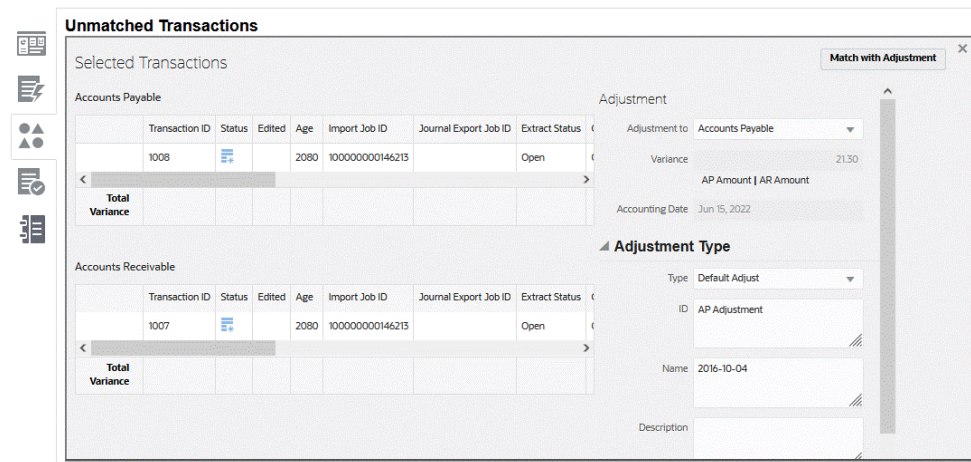 Unmatched Transactions
Selected Transactions
Match with Adjustment
Accounts Payable
Transaction ID Status Edited Age Import Job ID Journal Export Job ID Extract Status
1008 2080 100000000146213 Open
Total
Variance
Accounts Receivable
Transaction ID Status Edited Age Import Job ID Journal Export Job ID Extract Status
1007 2080 100000000146213 Open
Total
Variance
Adjustment
Adjustment to Accounts Payable
Variance 21.30
AP Amount | AR Amount
Accounting Date Jun 15, 2022
Adjustment Type
Type Default Adjust
ID AP Adjustment
Name 2016-10-04
Description